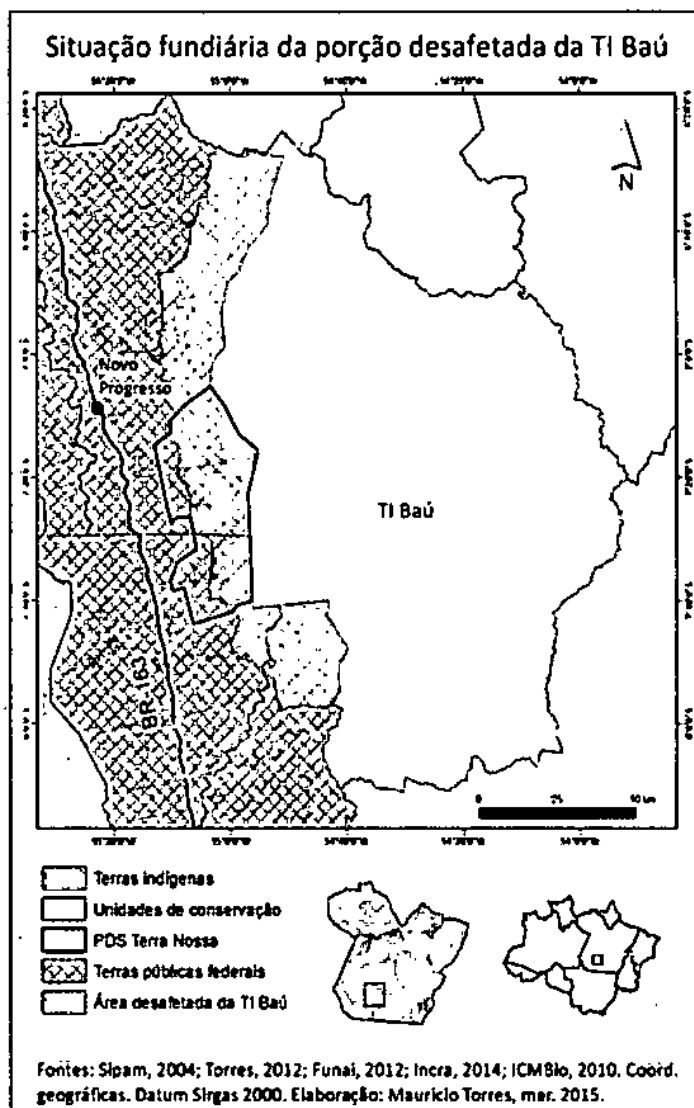 Situação fundiária da porção desafetada da TI Baú
N
Novo
Progresso
TI Baú
BR - 163
0 25 50 km
Terras indígenas
Unidades de conservação
PDS Terra Nossa
Terras públicas federais
Área desafetada da TI Baú
Fontes: Sipam, 2004; Torres, 2012; Funai, 2012; Incra, 2014; ICMBio, 2010. Coord.
geográficas. Datum Sirgas 2000. Elaboração: Mauricio Torres, mar. 2015.